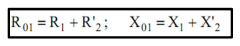 R₀₁ = R₁ + R'₂ ;   X₀₁ = X₁ + X'₂